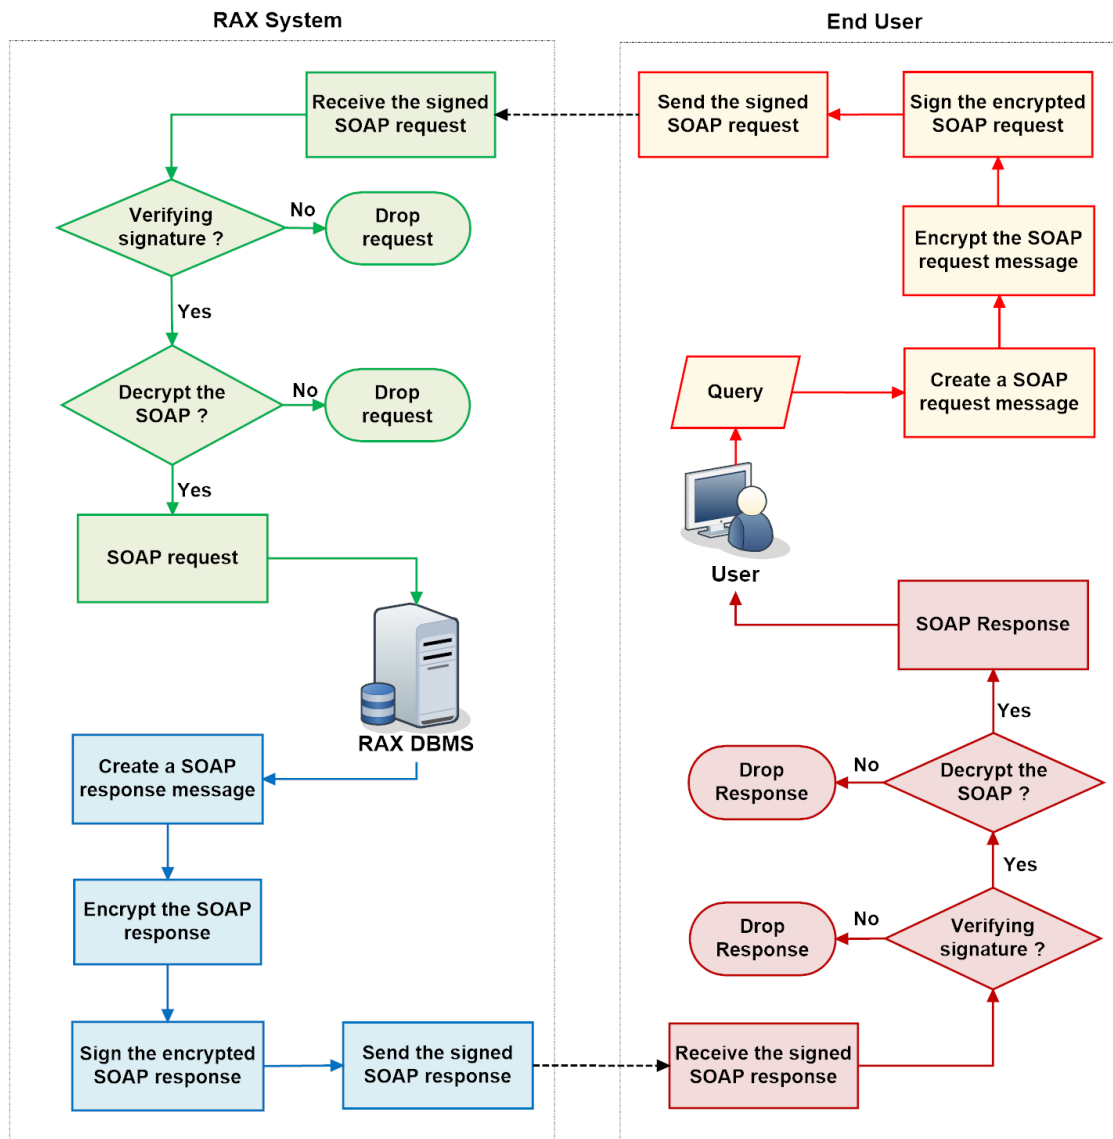 RAX System
End User
Receive the signed
SOAP request
Send the signed
SOAP request
Sign the encrypted
SOAP request
Verifying
signature ?
No
Drop
request
Encrypt the SOAP
request message
Yes
Decrypt the
SOAP ?
No
Drop
request
Query
Create a SOAP
request message
Yes
SOAP request
User
SOAP Response
RAX DBMS
Yes
Create a SOAP
response message
Drop
Response
No
Decrypt the
SOAP ?
Yes
Encrypt the SOAP
response
Drop
Response
No
Verifying
signature ?
Sign the encrypted
SOAP response
Send the signed
SOAP response
Receive the signed
SOAP response